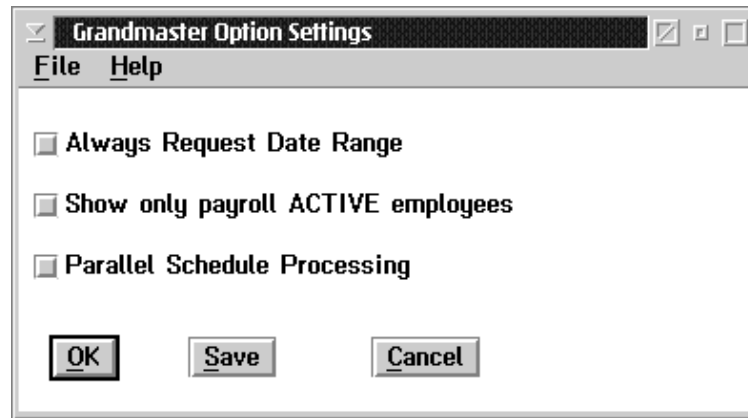 Grandmaster Option Settings
File Help
Always Request Date Range
Show only payroll ACTIVE employees
Parallel Schedule Processing
OK Save Cancel